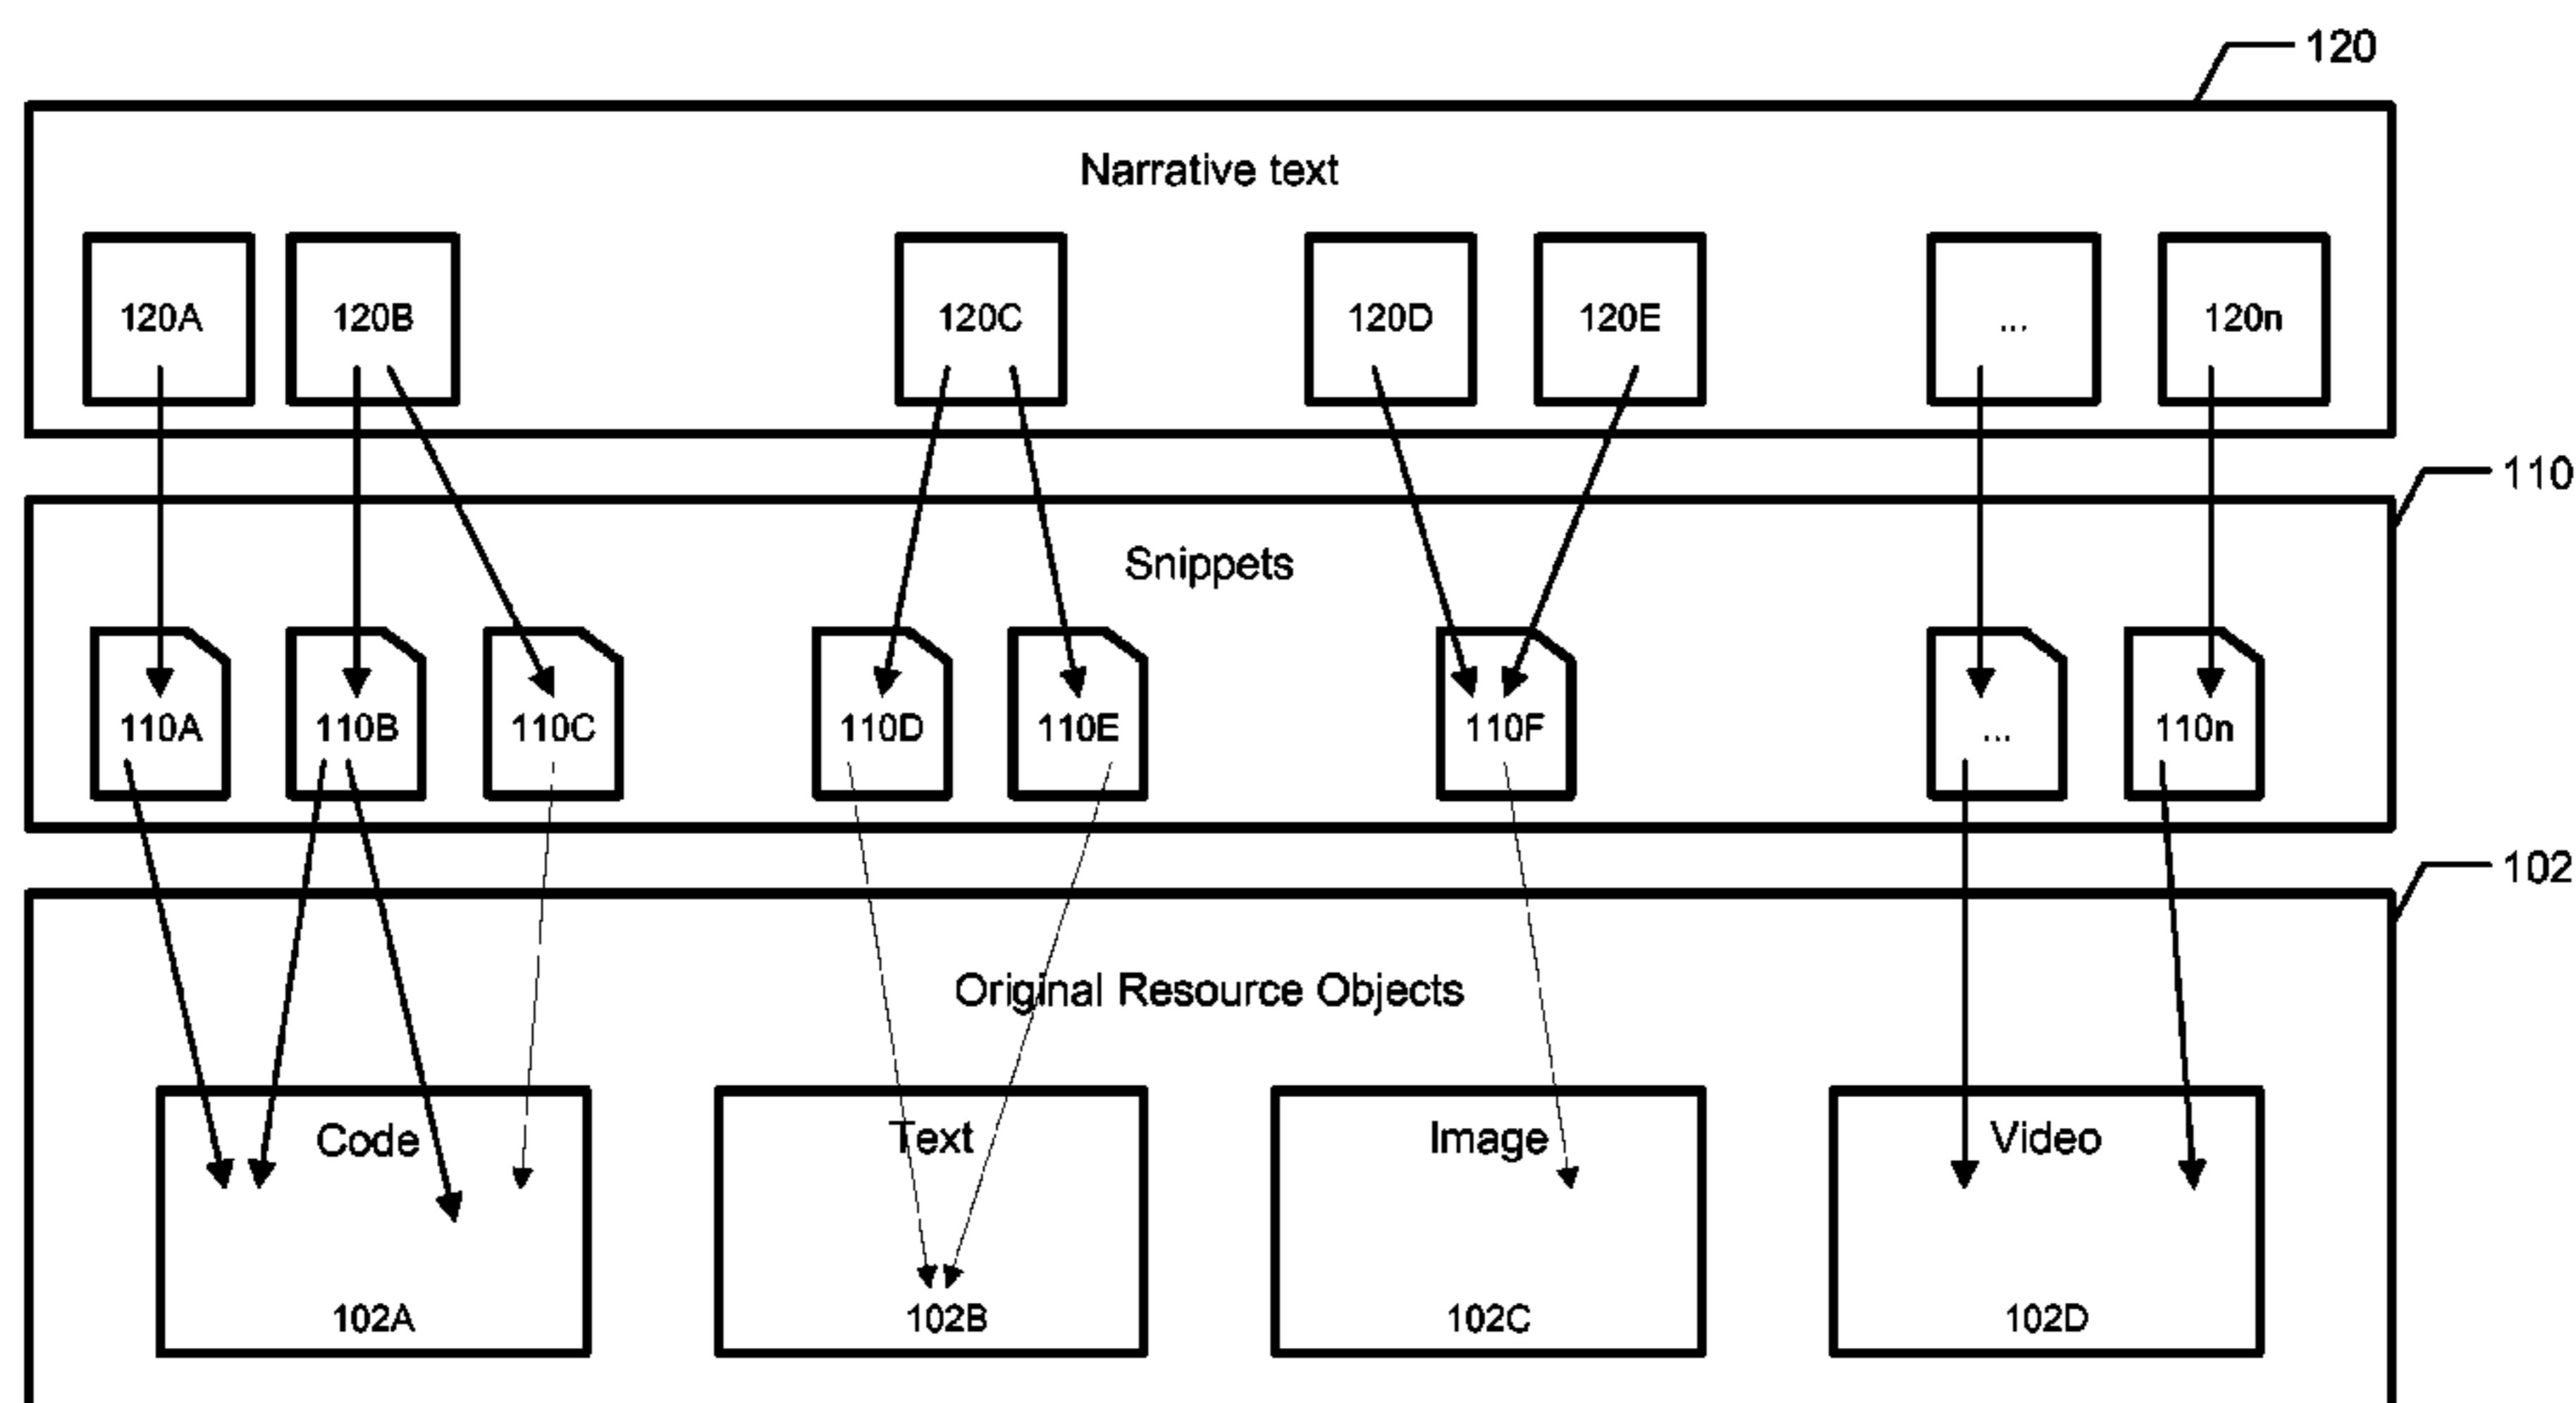 120
Narrative text
120A 120B 120C 120D 120E ... 120n
110
Snippets
110A 110B 110C 110D 110E 110F ... 110n
102
Original Resource Objects
Code Text Image Video
102A 102B 102C 102D